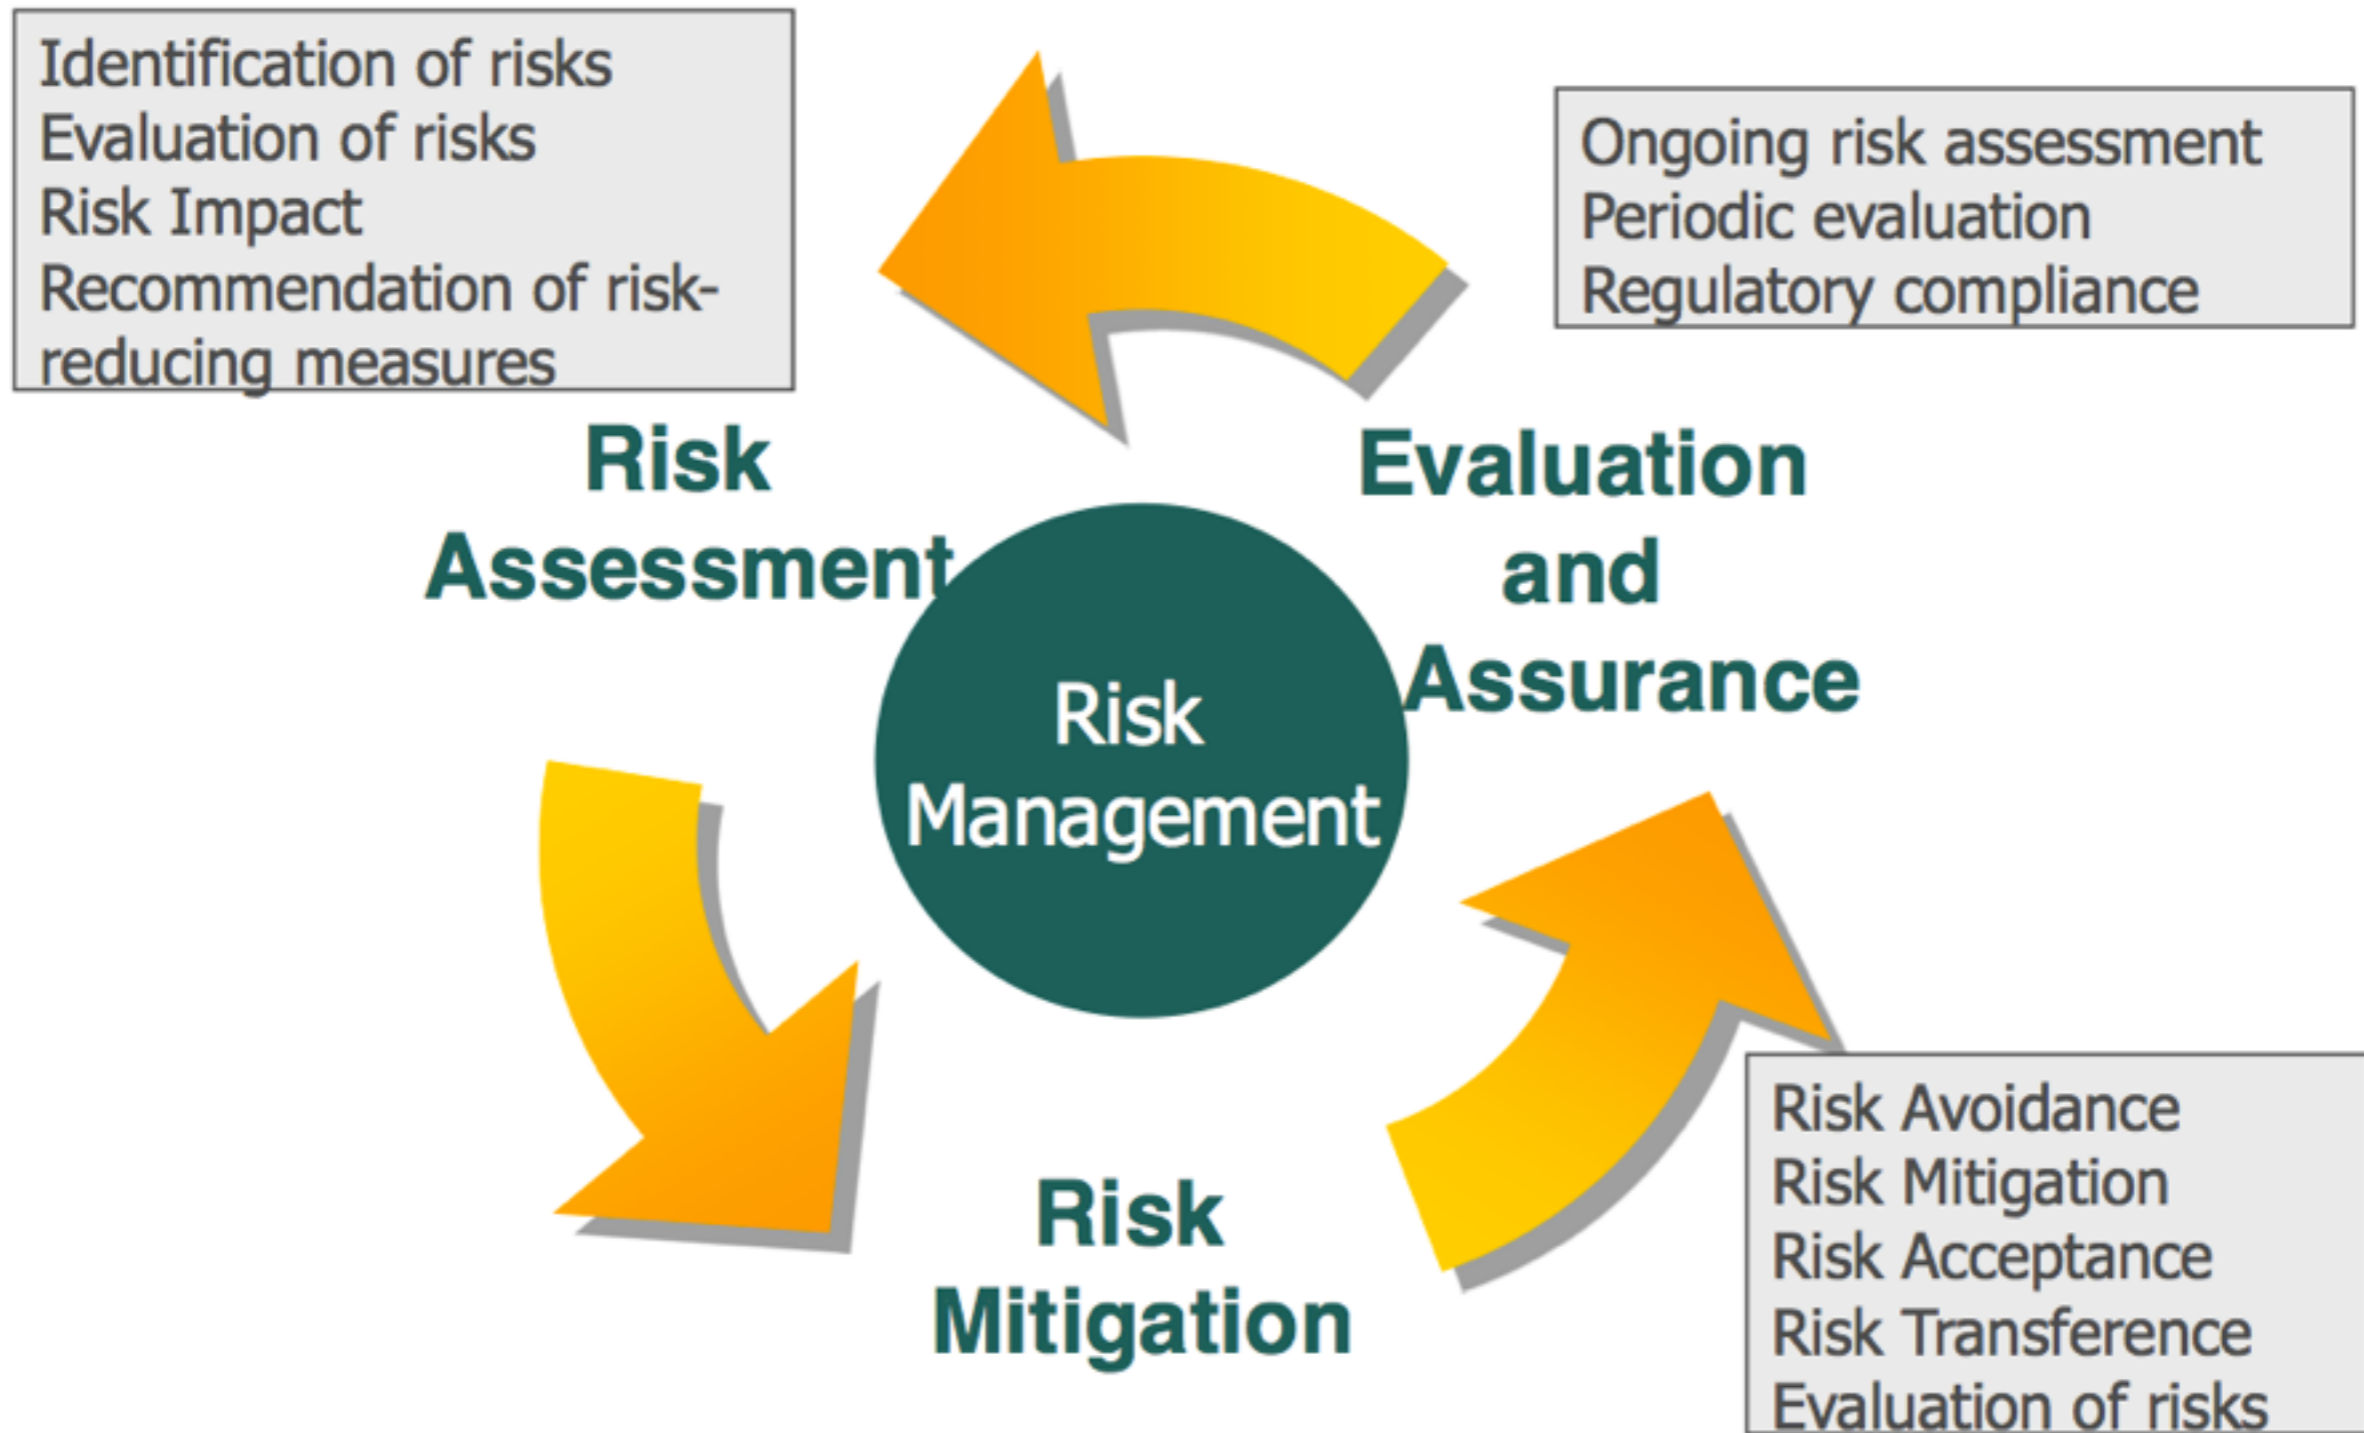 Identification of risks
Evaluation of risks
Risk Impact
Recommendation of risk-
reducing measures
Ongoing risk assessment
Periodic evaluation
Regulatory compliance
Risk
Assessment
Evaluation
and
Assurance
Risk
Management
Risk
Mitigation
Risk Avoidance
Risk Mitigation
Risk Acceptance
Risk Transference
Evaluation of risks